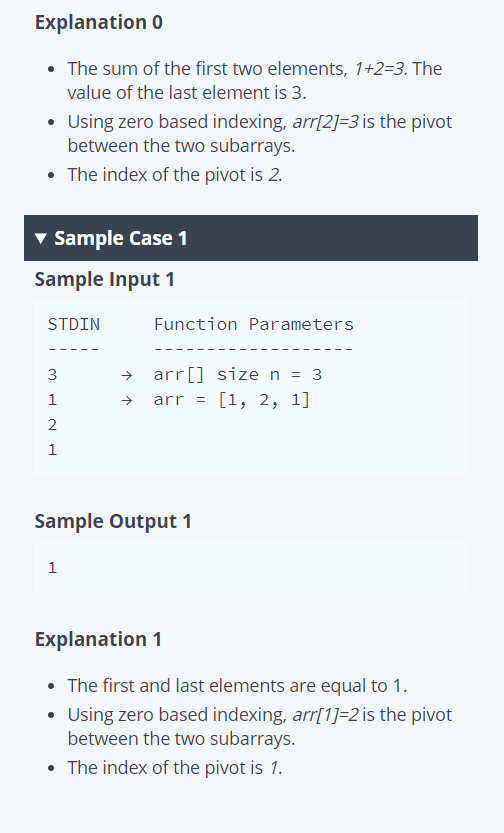 Explanation 0
• The sum of the first two elements, 1+2=3. The
value of the last element is 3.
• Using zero based indexing, arr[2]=3 is the pivot
between the two subarrays.
• The index of the pivot is 2.
▼ Sample Case 1
Sample Input 1
STDIN Function Parameters
----- -------------------
3 → arr[] size n = 3
1 → arr = [1, 2, 1]
2
1
Sample Output 1
1
Explanation 1
• The first and last elements are equal to 1.
• Using zero based indexing, arr[1]=2 is the pivot
between the two subarrays.
• The index of the pivot is 1.